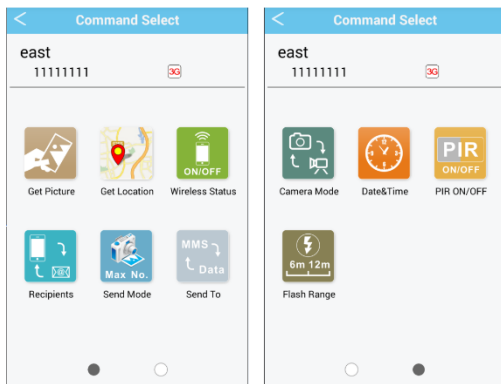 Command Select
east
11111111
3G
ON/OFF
Get Picture Get Location Wireless Status
Max No.
MMS
Data
Recipients Send Mode Send To
Command Select
east
11111111
3G
PIR
ON/OFF
Camera Mode Date&Time PIR ON/OFF
6m 12m
Flash Range